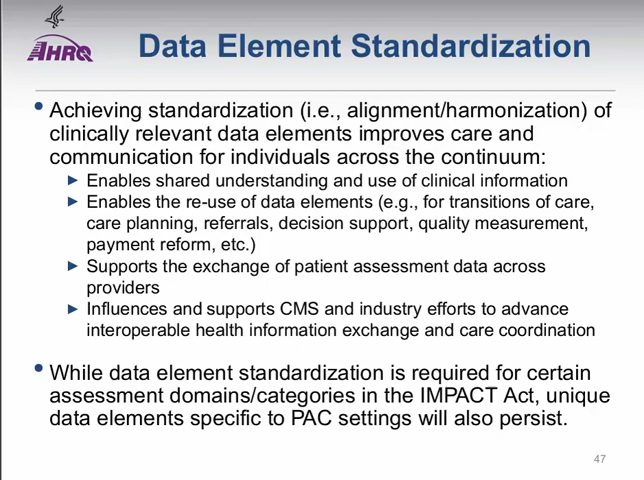 AHRQ
Data Element Standardization
• Achieving standardization (i.e., alignment/harmonization) of
clinically relevant data elements improves care and
communication for individuals across the continuum:
► Enables shared understanding and use of clinical information
► Enables the re-use of data elements (e.g., for transitions of care,
care planning, referrals, decision support, quality measurement,
payment reform, etc.)
► Supports the exchange of patient assessment data across
providers
► Influences and supports CMS and industry efforts to advance
interoperable health information exchange and care coordination
• While data element standardization is required for certain
assessment domains/categories in the IMPACT Act, unique
data elements specific to PAC settings will also persist.
47